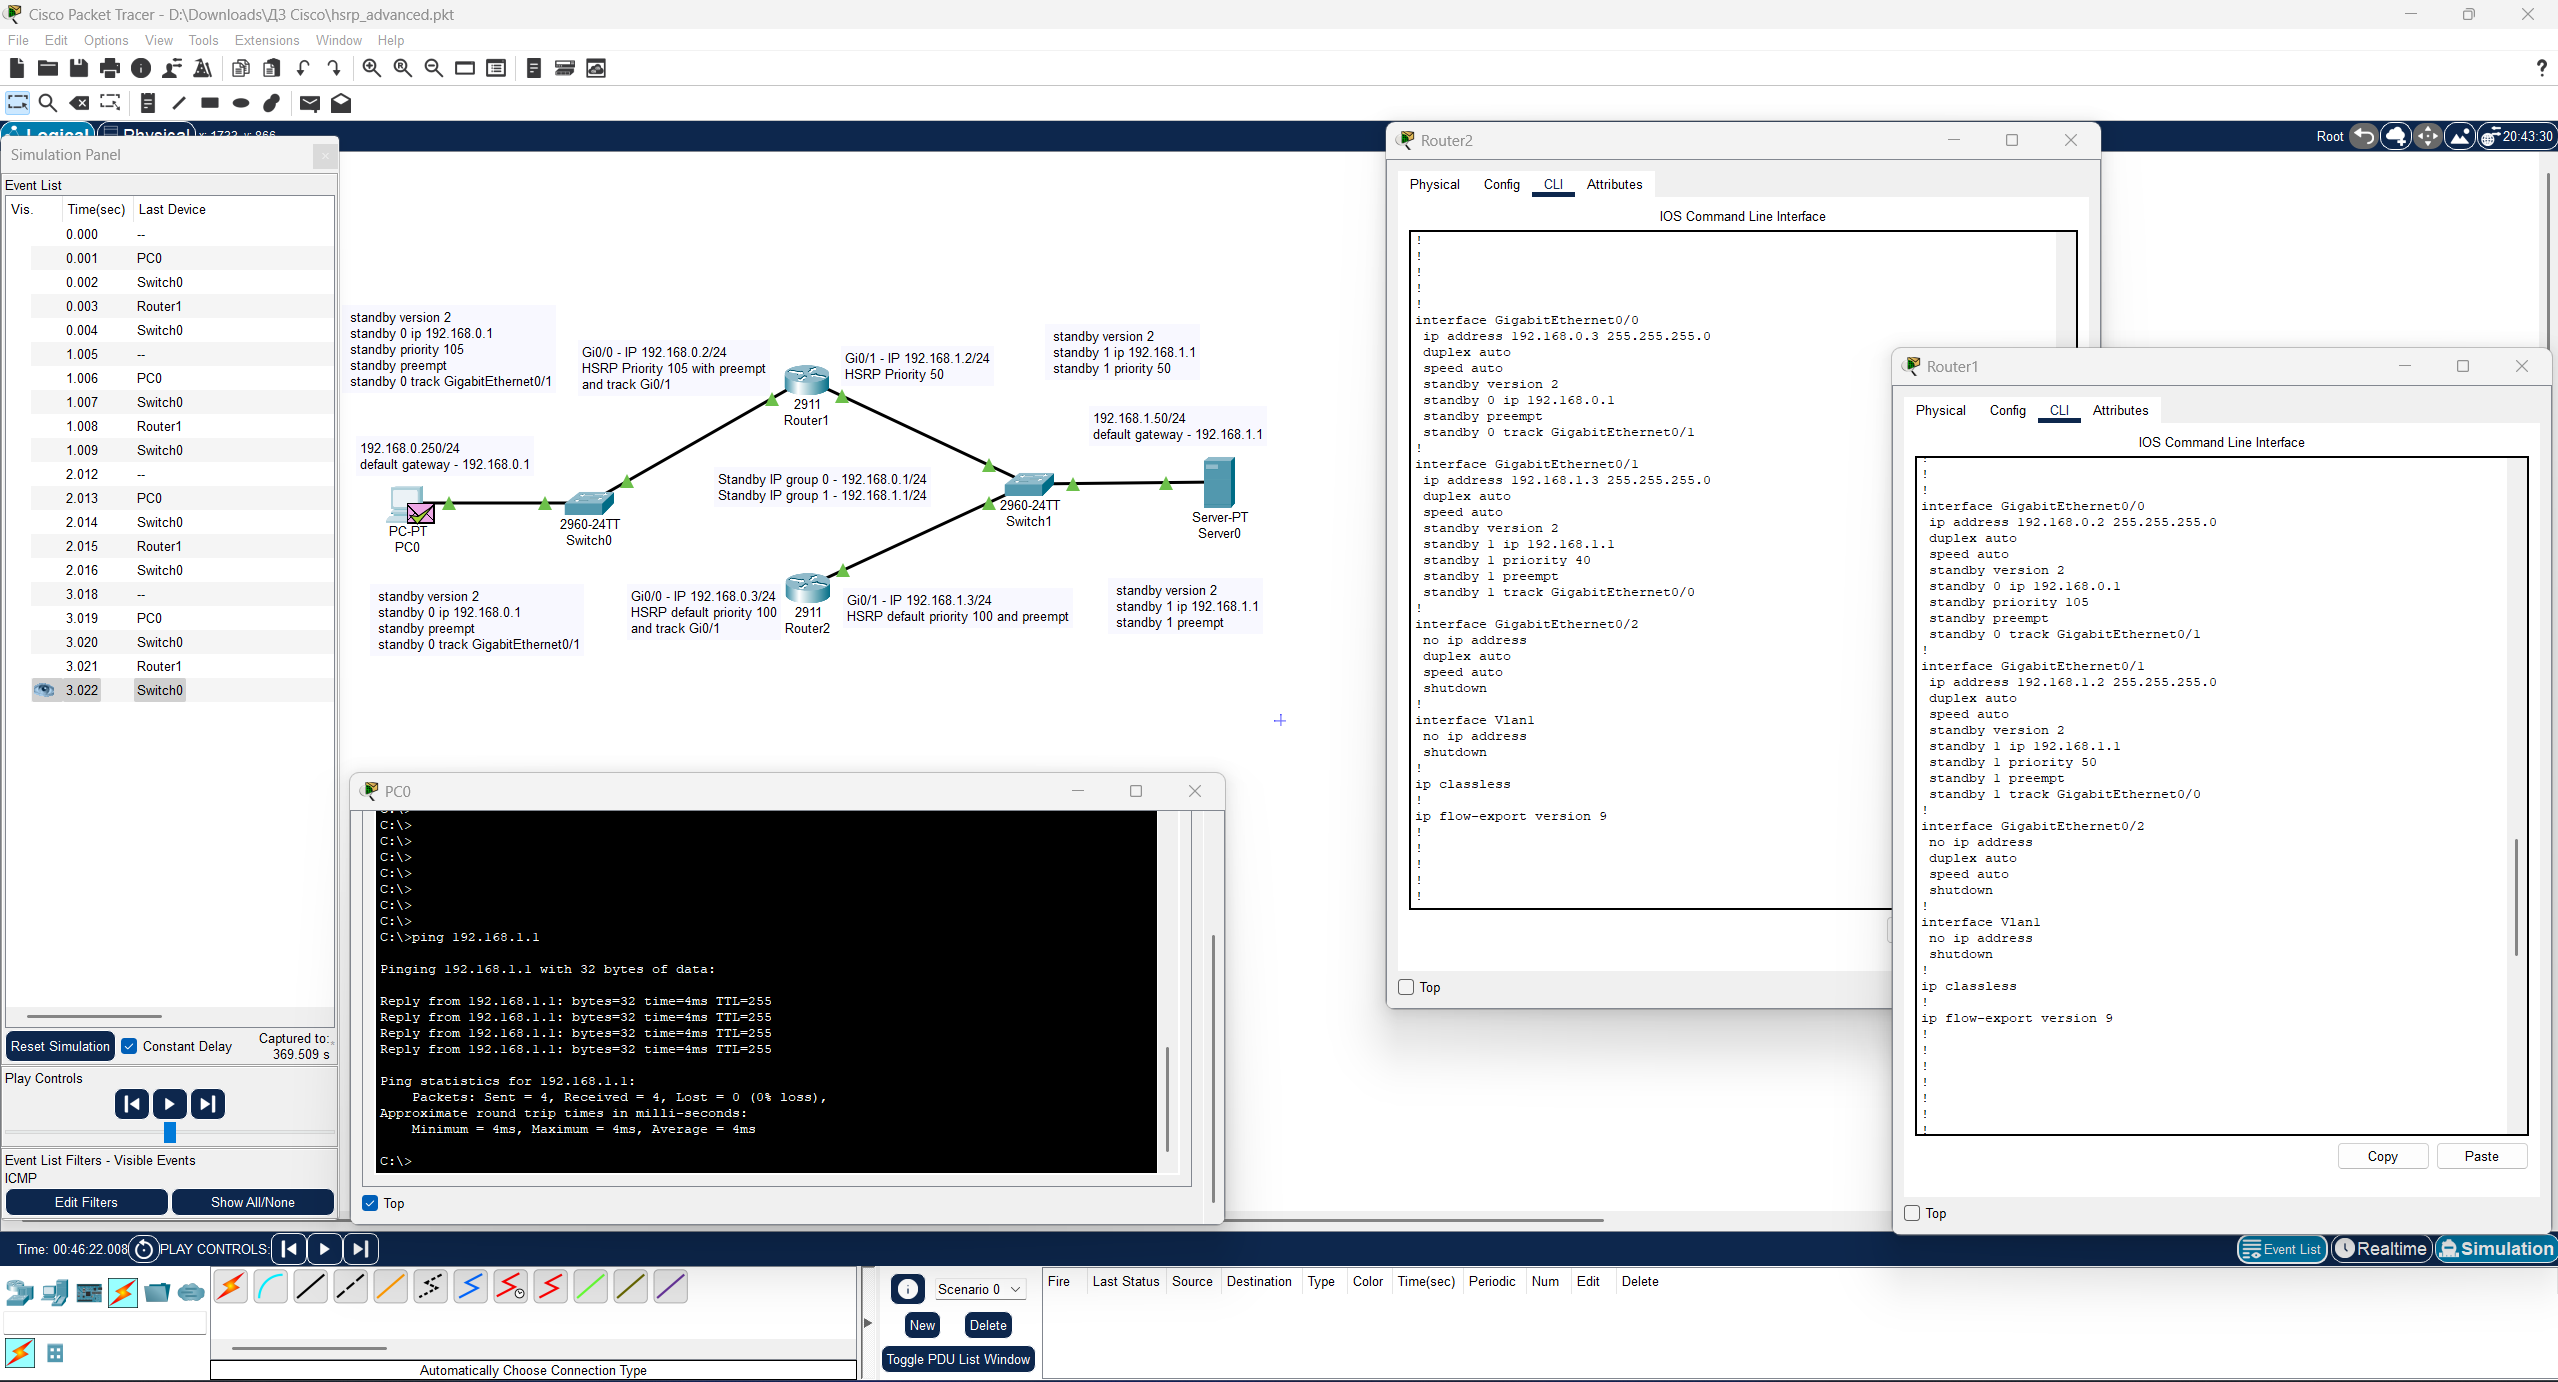 Cisco Packet Tracer - D:\Downloads\ДЗ Cisco\hsrp_advanced.pkt
File Edit Options View Tools Extensions Window Help
Logical Physical x: 1733, y: 866
Root 20:43:30
Simulation Panel
Event List
Vis. Time(sec) Last Device
0.000 --
0.001 PC0
0.002 Switch0
0.003 Router1
0.004 Switch0
1.005 --
1.006 PC0
1.007 Switch0
1.008 Router1
1.009 Switch0
2.012 --
2.013 PC0
2.014 Switch0
2.015 Router1
2.016 Switch0
3.018 --
3.019 PC0
3.020 Switch0
3.021 Router1
3.022 Switch0
Reset Simulation Constant Delay Captured to:
369.509 s
Play Controls
Event List Filters - Visible Events
ICMP
Edit Filters Show All/None
standby version 2
standby 0 ip 192.168.0.1
standby priority 105
standby preempt
standby 0 track GigabitEthernet0/1
Gi0/0 - IP 192.168.0.2/24
HSRP Priority 105 with preempt
and track Gi0/1
2911
Router1
Gi0/1 - IP 192.168.1.2/24
HSRP Priority 50
standby version 2
standby 1 ip 192.168.1.1
standby 1 priority 50
192.168.1.50/24
default gateway - 192.168.1.1
192.168.0.250/24
default gateway - 192.168.0.1
Standby IP group 0 - 192.168.0.1/24
Standby IP group 1 - 192.168.1.1/24
PC-PT
PC0
2960-24TT
Switch0
2960-24TT
Switch1
Server-PT
Server0
standby version 2
standby 0 ip 192.168.0.1
standby preempt
standby 0 track GigabitEthernet0/1
Gi0/0 - IP 192.168.0.3/24
HSRP default priority 100
and track Gi0/1
2911
Router2
Gi0/1 - IP 192.168.1.3/24
HSRP default priority 100 and preempt
standby version 2
standby 1 ip 192.168.1.1
standby 1 preempt
PC0
C:\>
C:\>
C:\>
C:\>
C:\>
C:\>
C:\>
C:\>
C:\>ping 192.168.1.1
Pinging 192.168.1.1 with 32 bytes of data:
Reply from 192.168.1.1: bytes=32 time=4ms TTL=255
Reply from 192.168.1.1: bytes=32 time=4ms TTL=255
Reply from 192.168.1.1: bytes=32 time=4ms TTL=255
Reply from 192.168.1.1: bytes=32 time=4ms TTL=255
Ping statistics for 192.168.1.1:
Packets: Sent = 4, Received = 4, Lost = 0 (0% loss),
Approximate round trip times in milli-seconds:
Minimum = 4ms, Maximum = 4ms, Average = 4ms
C:\>
Top
Router2
Physical Config CLI Attributes
IOS Command Line Interface
!
!
!
!
!
interface GigabitEthernet0/0
ip address 192.168.0.3 255.255.255.0
duplex auto
speed auto
standby version 2
standby 0 ip 192.168.0.1
standby preempt
standby 0 track GigabitEthernet0/1
!
interface GigabitEthernet0/1
ip address 192.168.1.3 255.255.255.0
duplex auto
speed auto
standby version 2
standby 1 ip 192.168.1.1
standby 1 priority 40
standby 1 preempt
standby 1 track GigabitEthernet0/0
!
interface GigabitEthernet0/2
no ip address
duplex auto
speed auto
shutdown
!
interface Vlan1
no ip address
shutdown
!
ip classless
!
ip flow-export version 9
!
!
!
!
!
Top
Router1
Physical Config CLI Attributes
IOS Command Line Interface
!
!
!
interface GigabitEthernet0/0
ip address 192.168.0.2 255.255.255.0
duplex auto
speed auto
standby version 2
standby 0 ip 192.168.0.1
standby priority 105
standby preempt
standby 0 track GigabitEthernet0/1
!
interface GigabitEthernet0/1
ip address 192.168.1.2 255.255.255.0
duplex auto
speed auto
standby version 2
standby 1 ip 192.168.1.1
standby 1 priority 50
standby 1 preempt
standby 1 track GigabitEthernet0/0
!
interface GigabitEthernet0/2
no ip address
duplex auto
speed auto
shutdown
!
interface Vlan1
no ip address
shutdown
!
ip classless
!
ip flow-export version 9
!
!
!
!
!
!
!
Copy Paste
Top
Time: 00:46:22.008 PLAY CONTROLS:
Event List Realtime Simulation
Automatically Choose Connection Type
Scenario 0
New Delete
Toggle PDU List Window
Fire Last Status Source Destination Type Color Time(sec) Periodic Num Edit Delete